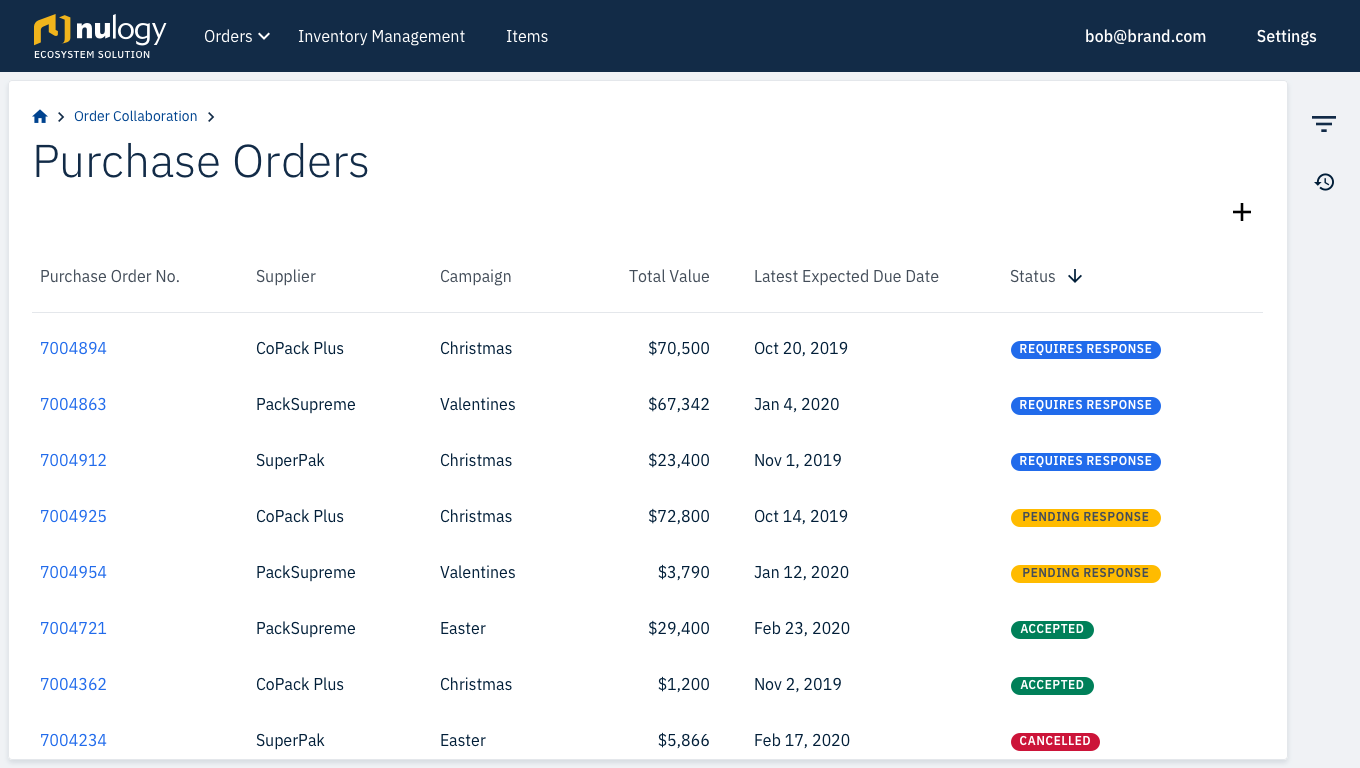 nulogy
ECOSYSTEM SOLUTION
Orders Inventory Management Items bob@brand.com Settings
Order Collaboration
Purchase Orders
Purchase Order No. Supplier Campaign Total Value Latest Expected Due Date Status
7004894 CoPack Plus Christmas $70,500 Oct 20, 2019 REQUIRES RESPONSE
7004863 PackSupreme Valentines $67,342 Jan 4, 2020 REQUIRES RESPONSE
7004912 SuperPak Christmas $23,400 Nov 1, 2019 REQUIRES RESPONSE
7004925 CoPack Plus Christmas $72,800 Oct 14, 2019 PENDING RESPONSE
7004954 PackSupreme Valentines $3,790 Jan 12, 2020 PENDING RESPONSE
7004721 PackSupreme Easter $29,400 Feb 23, 2020 ACCEPTED
7004362 CoPack Plus Christmas $1,200 Nov 2, 2019 ACCEPTED
7004234 SuperPak Easter $5,866 Feb 17, 2020 CANCELLED